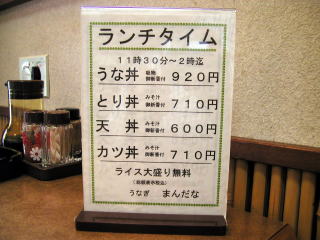 ランチタイム
11時30分～2時迄
うな丼 吸物 御新香付 920円
とり丼 みそ汁 御新香付 710円
天 丼 みそ汁 御新香付 600円
カツ丼 みそ汁 御新香付 710円
ライス大盛り無料
うなぎ まんだな